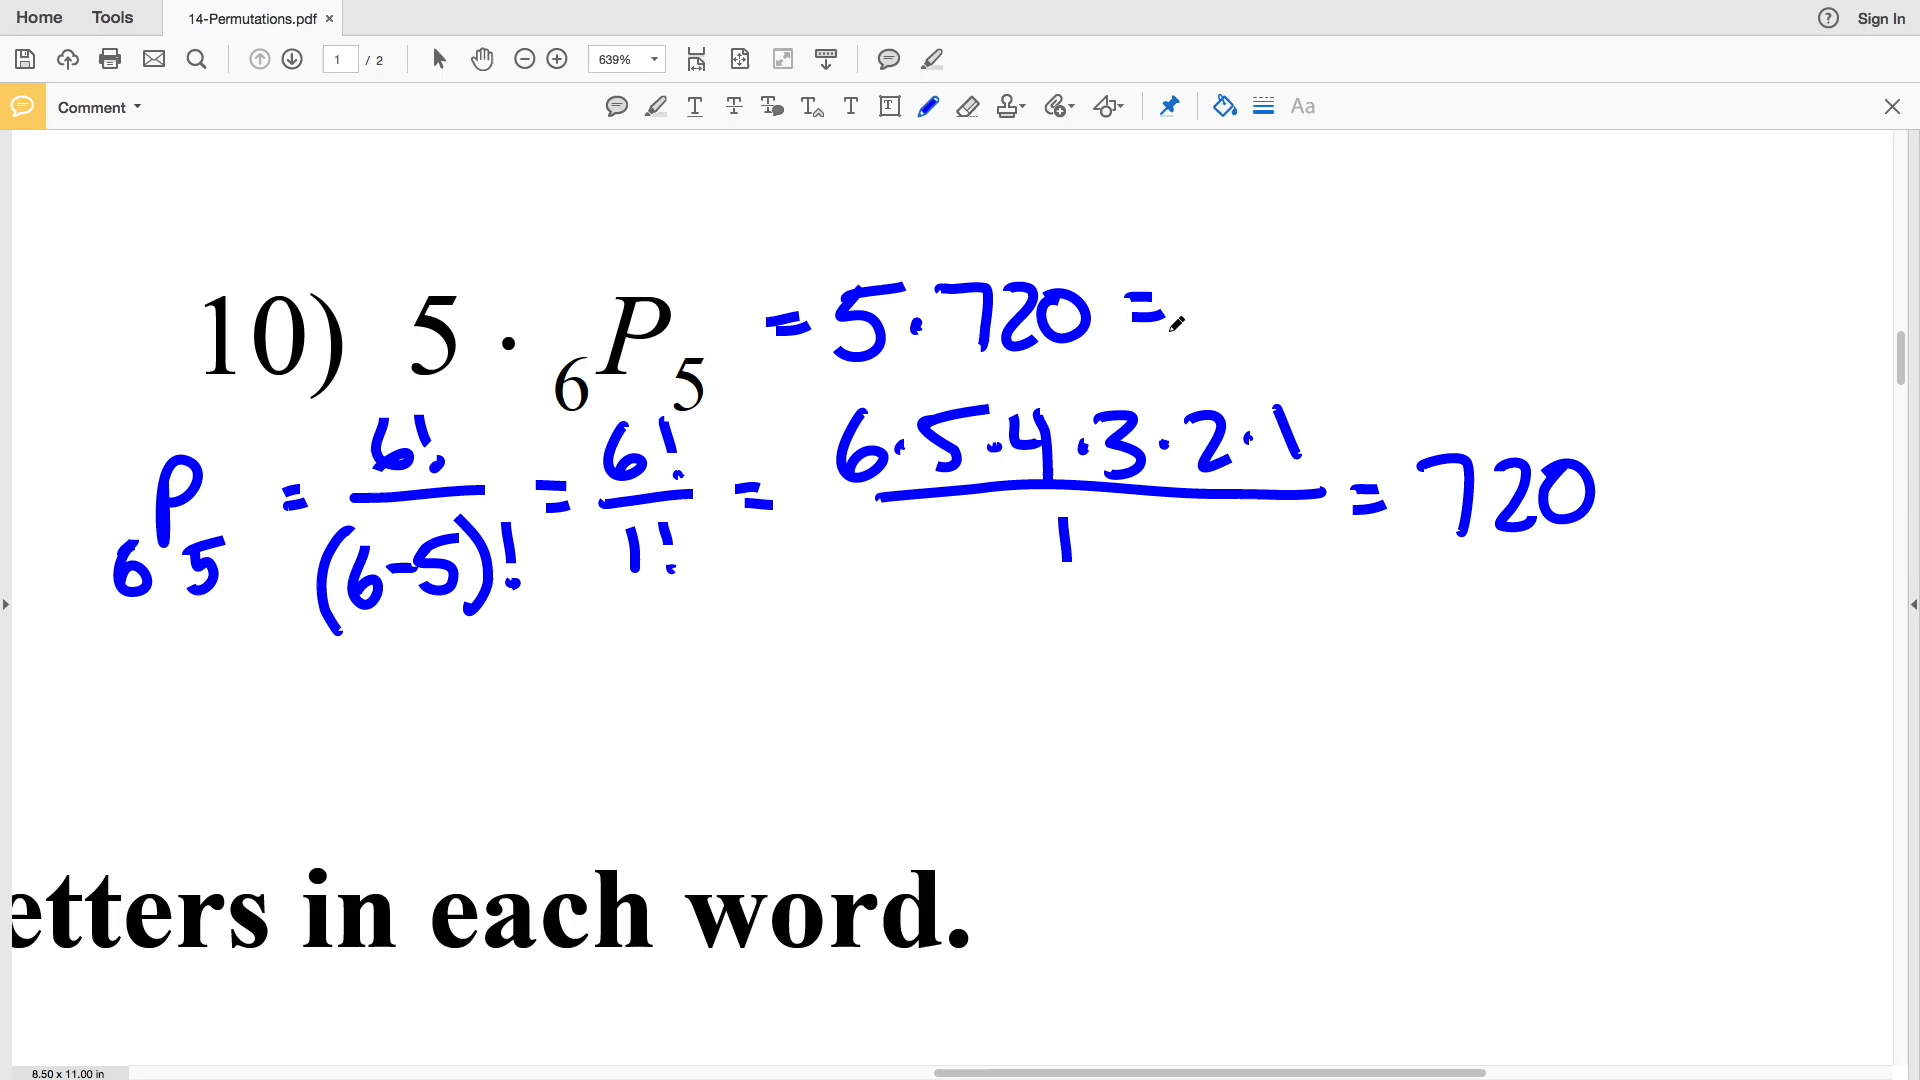 Home Tools 14-Permutations.pdf × ? Sign In
1 / 2 639%
Comment T T T T T T Aa
10) 5 · ₆P₅ = 5·720 =
₆P₅ = 6!/(6-5)! = 6!/1! = 6·5·4·3·2·1/1 = 720
etters in each word.
8.50 x 11.00 in